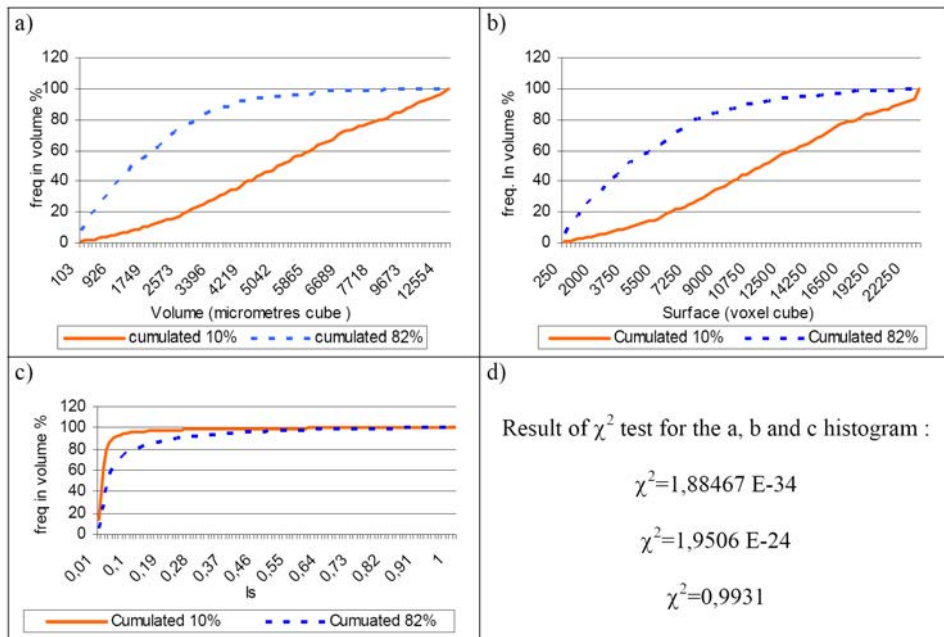 a)
120
100
80
60
40
20
0
freq in volume %
103
926
1749
2573
3396
4219
5042
5865
6689
7718
9673
12554
Volume (micrometres cube )
cumulated 10%
cumulated 82%
b)
120
100
80
60
40
20
0
freq. In volume %
250
2000
3750
5500
7250
9000
10750
12500
14250
16500
19250
22250
Surface (voxel cube)
Cumulated 10%
Cumulated 82%
c)
120
100
80
60
40
20
0
freq in volume %
0,01
0,1
0,19
0,28
0,37
0,46
0,55
0,64
0,73
0,82
0,91
1
Is
Cumulated 10%
Cumuated 82%
d)
Result of χ² test for the a, b and c histogram :
χ²=1,88467 E-34
χ²=1,9506 E-24
χ²=0,9931